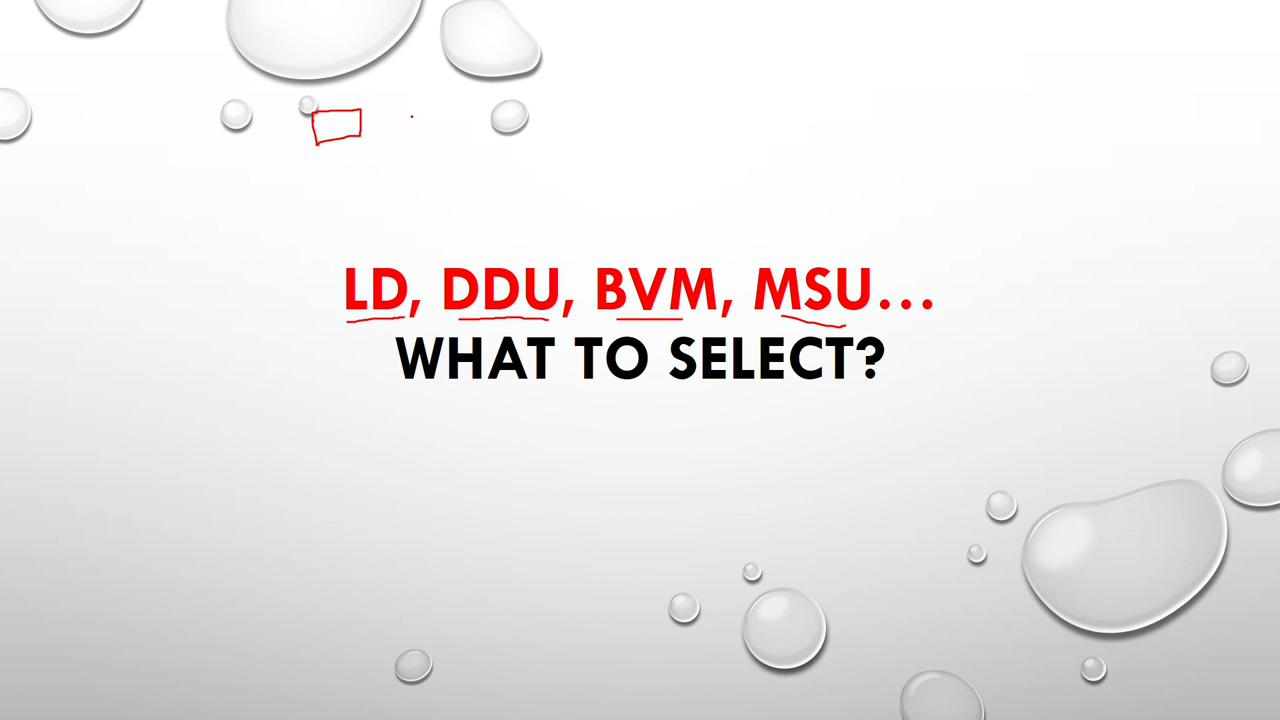 LD, DDU, BVM, MSU...
WHAT TO SELECT?